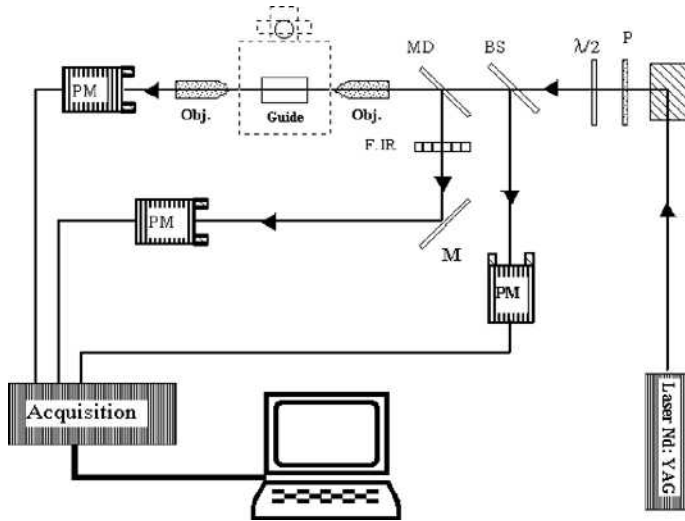 MD
BS
λ/2
P
PM
Obj.
Guide
Obj.
F. IR
PM
M
PM
Acquisition
Laser Nd: YAG